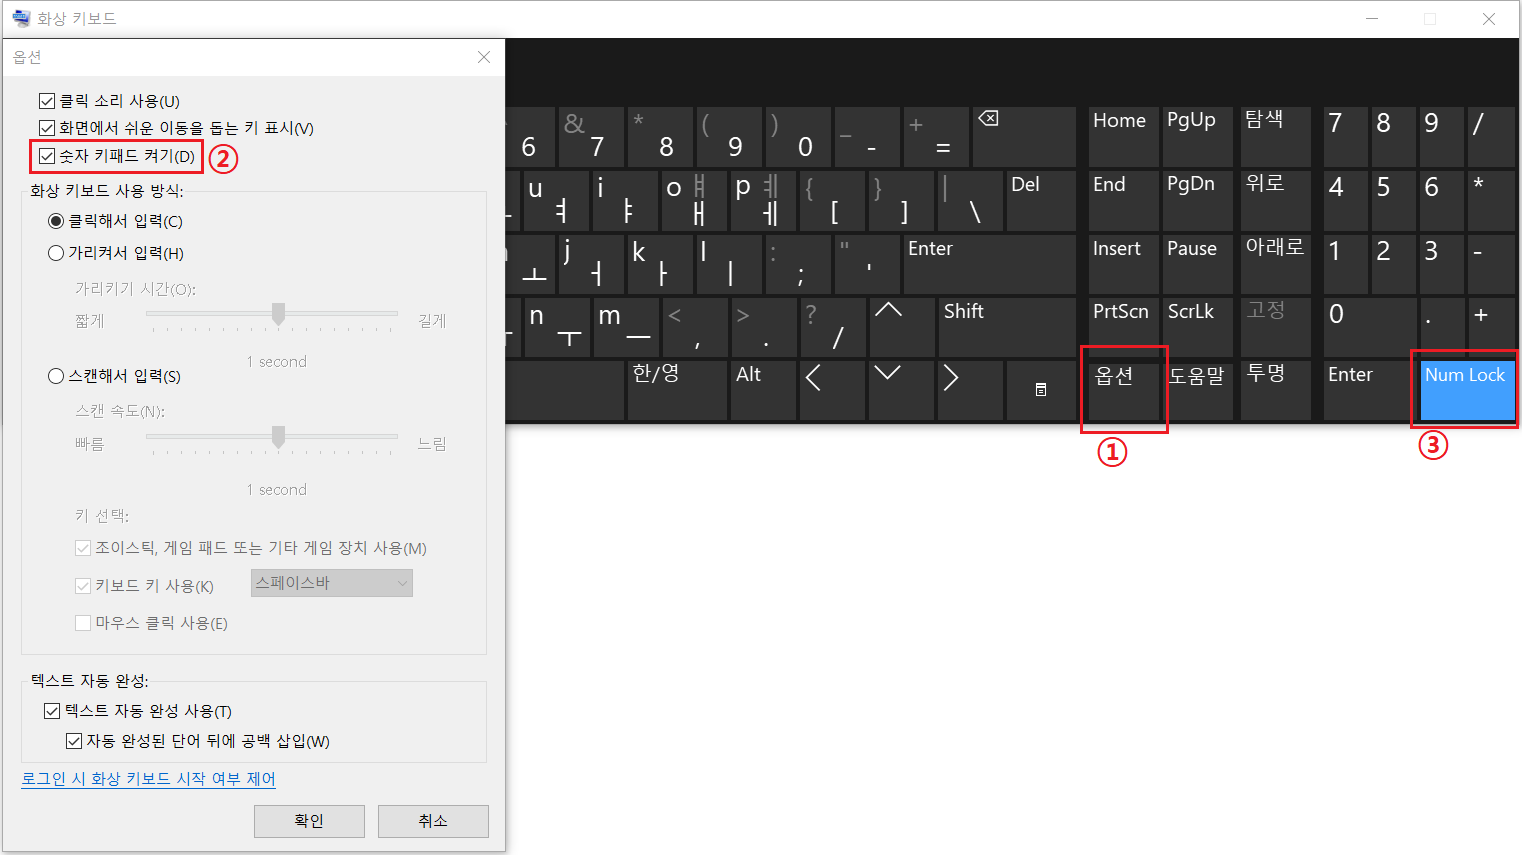 화상 키보드
옵션
클릭 소리 사용(U)
화면에서 쉬운 이동을 돕는 키 표시(V)
숫자 키패드 켜기(D) ②
화상 키보드 사용 방식:
클릭해서 입력(C)
가리켜서 입력(H)
가리키기 시간(O):
짧게 길게
1 second
스캔해서 입력(S)
스캔 속도(N):
빠름 느림
1 second
키 선택:
조이스틱, 게임 패드 또는 기타 게임 장치 사용(M)
키보드 키 사용(K) 스페이스바
마우스 클릭 사용(E)
텍스트 자동 완성:
텍스트 자동 완성 사용(T)
자동 완성된 단어 뒤에 공백 삽입(W)
로그인 시 화상 키보드 시작 여부 제어
확인 취소
6 & 7 * 8 ( 9 ) 0 _ - + = Home PgUp 탐색 7 8 9 /
u ㅕ i ㅑ o ㅒ ㅐ p ㅖ ㅔ { [ } ] | \ Del End PgDn 위로 4 5 6 *
ㅗ j ㅓ k ㅏ l ㅣ : ; " ' Enter Insert Pause 아래로 1 2 3 -
n ㅜ m ㅡ < , > . ? / Shift PrtScn ScrLk 고정 0 . +
한/영 Alt 옵션 도움말 투명 Enter Num Lock
① ③